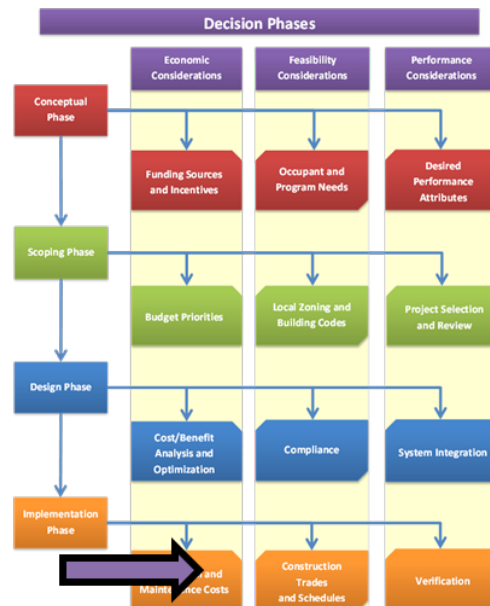 Decision Phases
Economic
Considerations
Feasibility
Considerations
Performance
Considerations
Conceptual
Phase
Funding Sources
and Incentives
Occupant and
Program Needs
Desired
Performance
Attributes
Scoping Phase
Budget Priorities
Local Zoning and
Building Codes
Project Selection
and Review
Design Phase
Cost/Benefit
Analysis and
Optimization
Compliance
System Integration
Implementation
Phase
and
Maintenance Costs
Construction
Trades
and Schedules
Verification